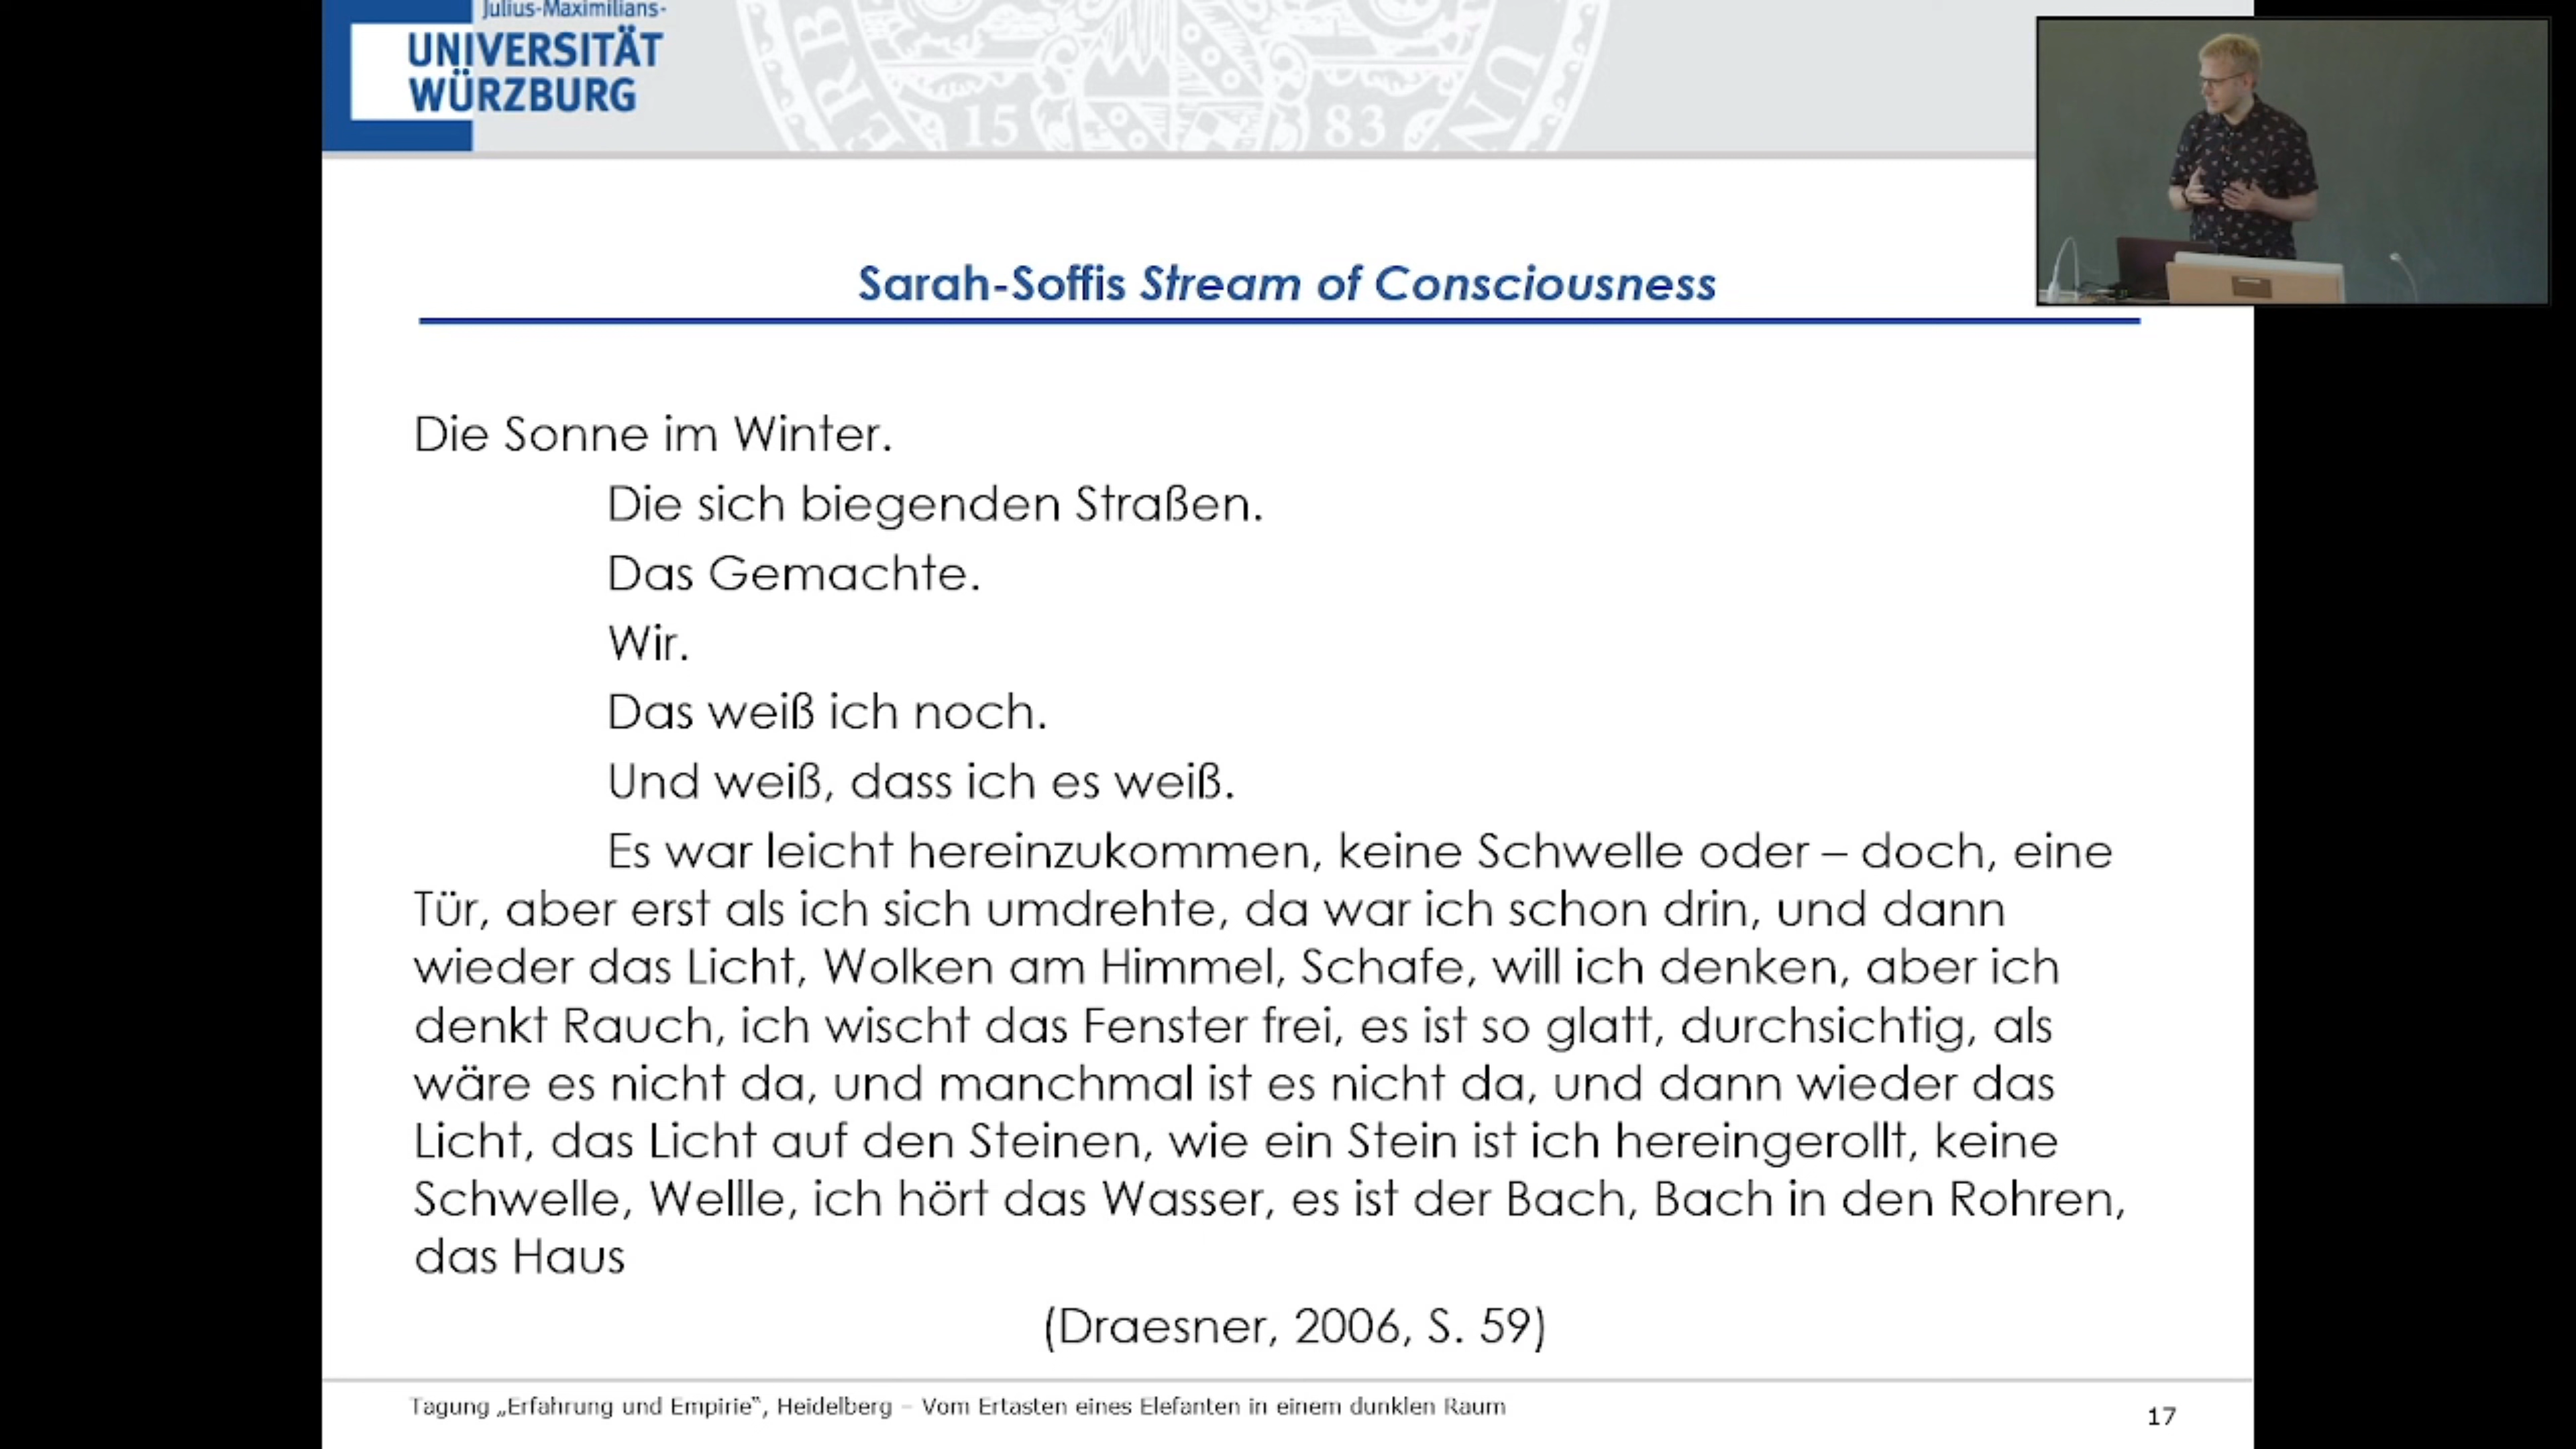 Julius-Maximilians-
UNIVERSITÄT
WÜRZBURG
15 83
Sarah-Soffis Stream of Consciousness
Die Sonne im Winter.
Die sich biegenden Straßen.
Das Gemachte.
Wir.
Das weiß ich noch.
Und weiß, dass ich es weiß.
Es war leicht hereinzukommen, keine Schwelle oder – doch, eine
Tür, aber erst als ich sich umdrehte, da war ich schon drin, und dann
wieder das Licht, Wolken am Himmel, Schafe, will ich denken, aber ich
denkt Rauch, ich wischt das Fenster frei, es ist so glatt, durchsichtig, als
wäre es nicht da, und manchmal ist es nicht da, und dann wieder das
Licht, das Licht auf den Steinen, wie ein Stein ist ich hereingerollt, keine
Schwelle, Wellle, ich hört das Wasser, es ist der Bach, Bach in den Rohren,
das Haus
(Draesner, 2006, S. 59)
Tagung „Erfahrung und Empirie“, Heidelberg – Vom Ertasten eines Elefanten in einem dunklen Raum
17